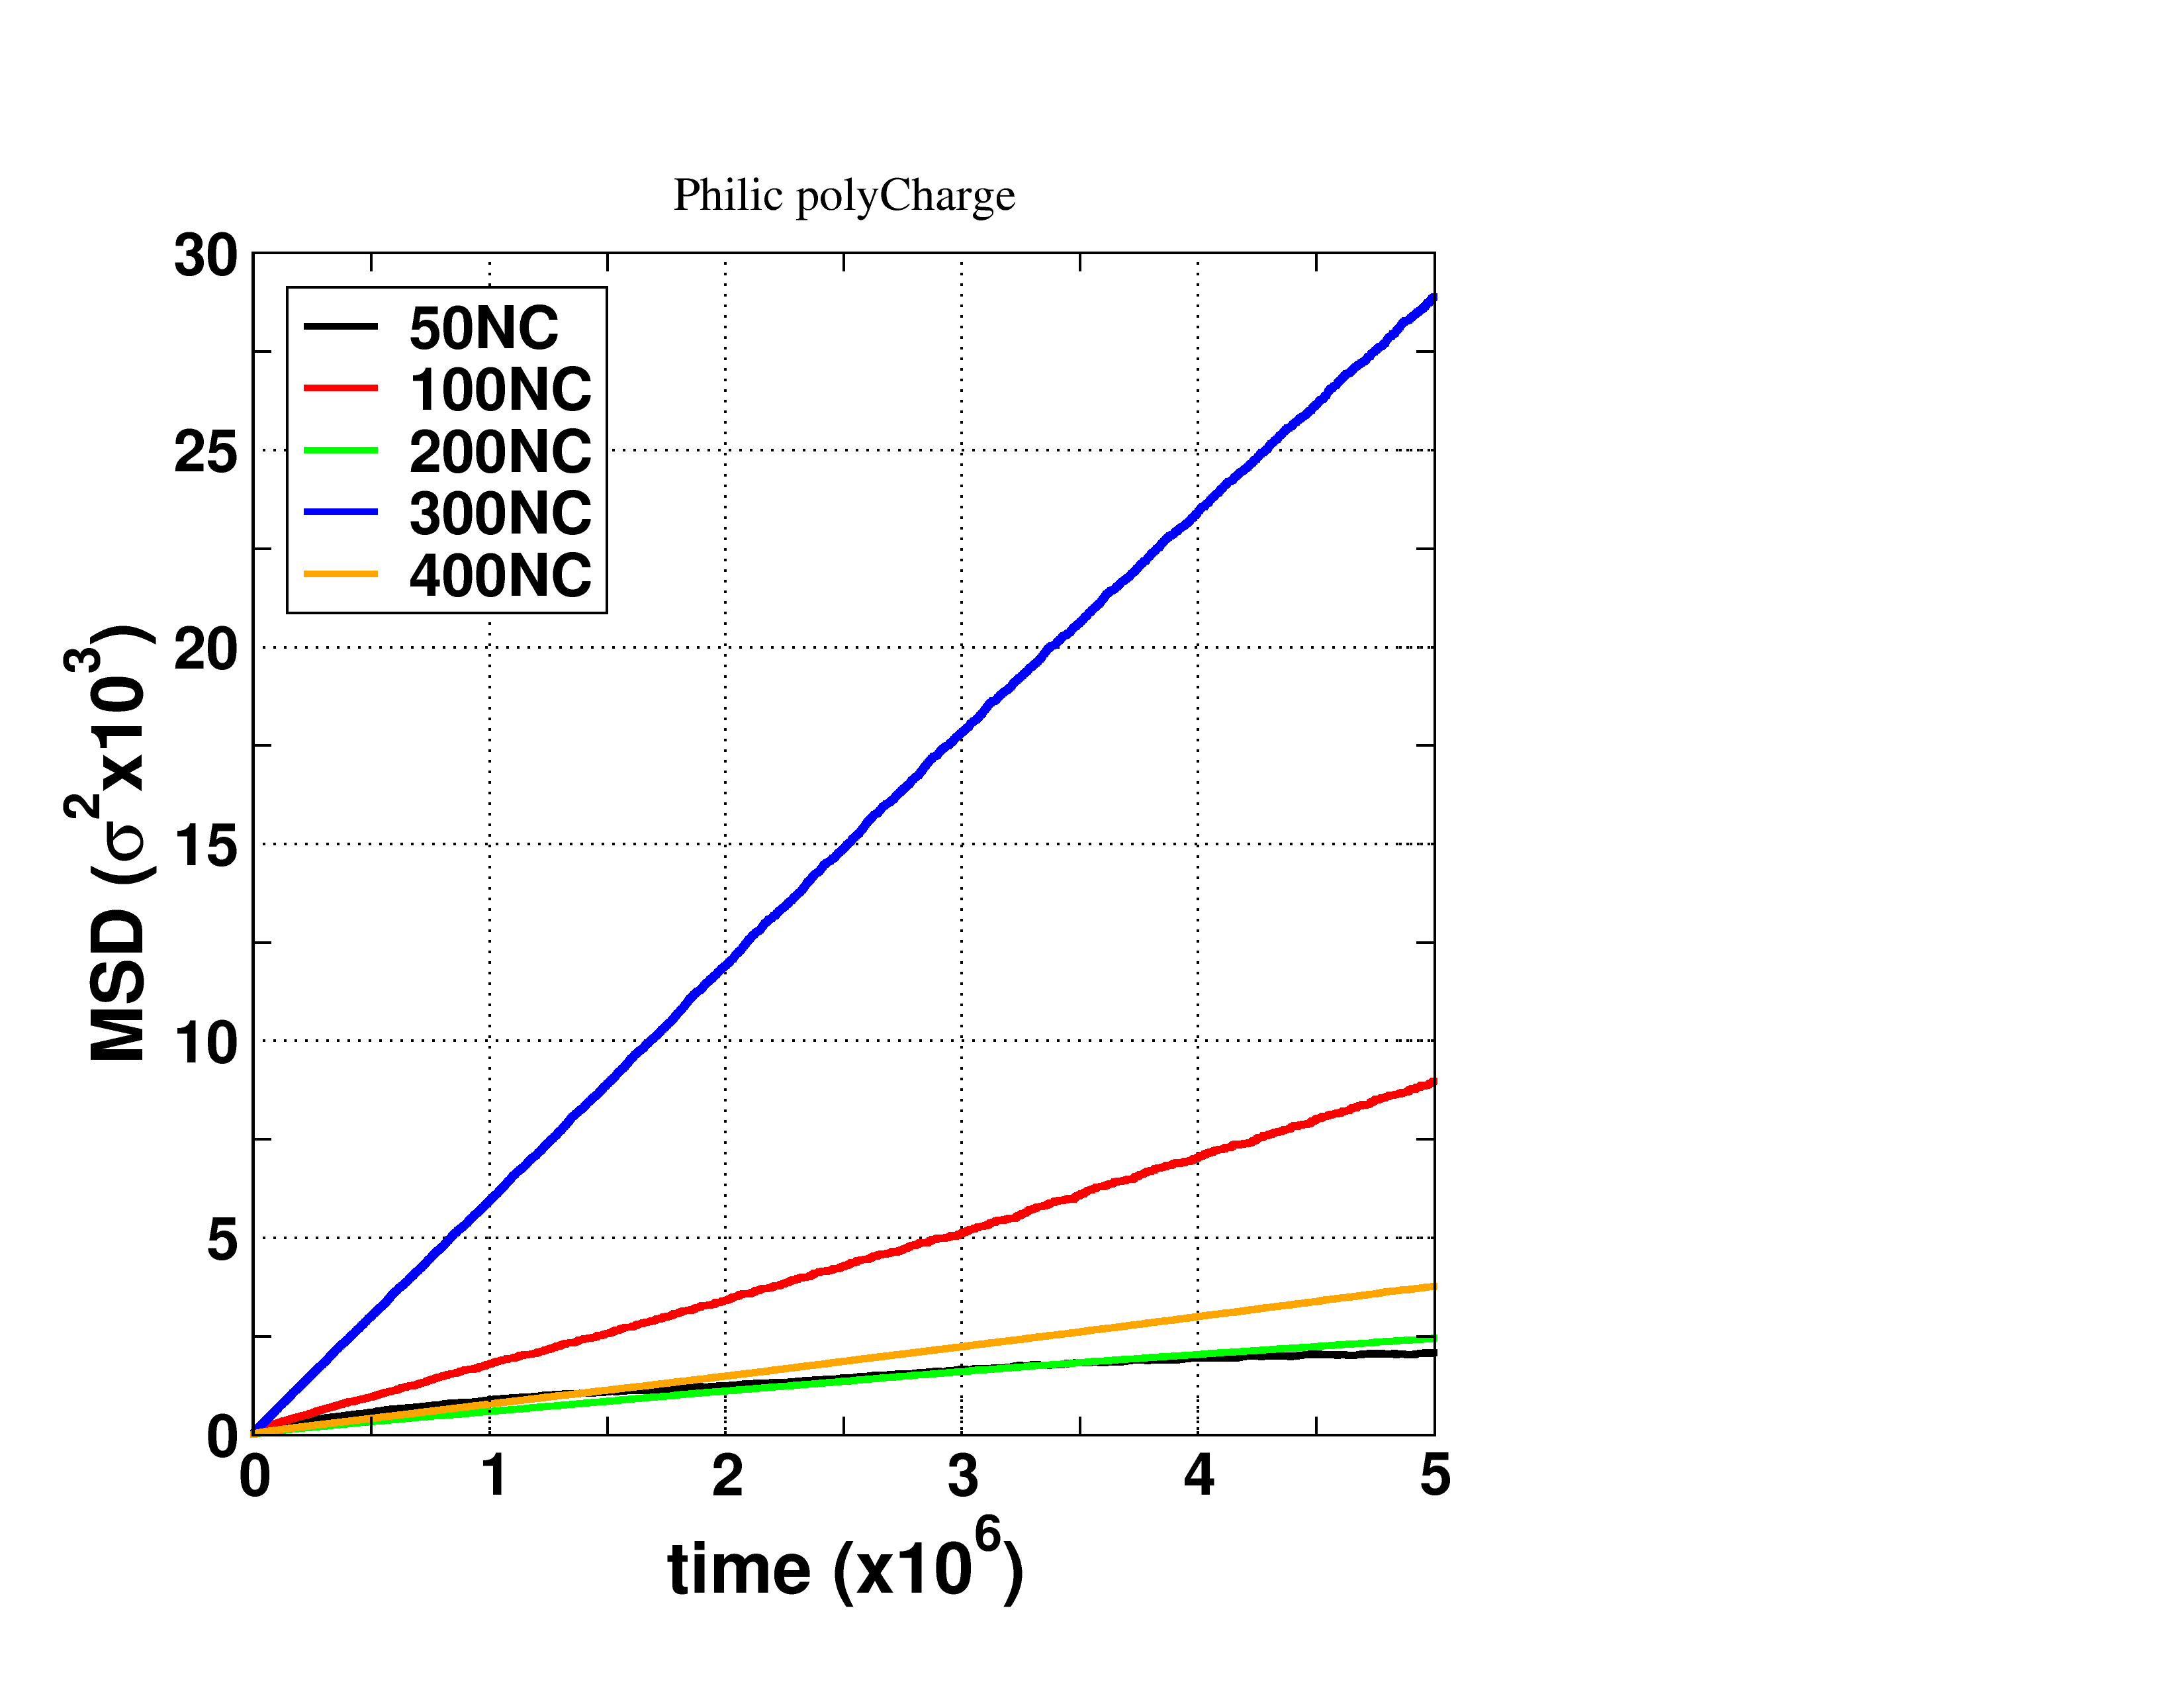 Philic polyCharge
30
25
20
15
10
5
0
50NC
100NC
200NC
300NC
400NC
MSD (σ²x10³)
0 1 2 3 4 5
time (x10⁶)